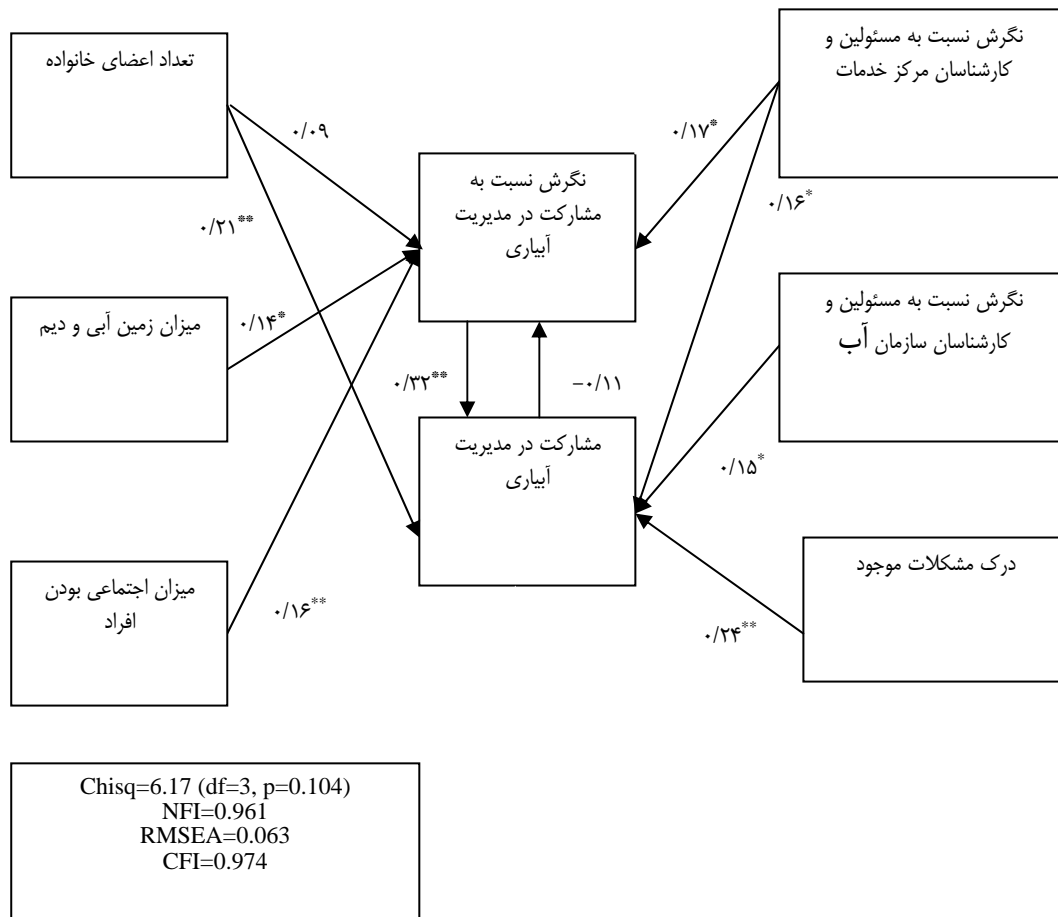 نگرش نسبت به مسئولین و
کارشناسان مرکز خدمات
تعداد اعضای خانواده
۰/۰۹
۰/۱۷*
نگرش نسبت به
مشارکت در مدیریت
آبیاری
۰/۱۶*
۰/۲۱**
نگرش نسبت به مسئولین و
کارشناسان سازمان آب
میزان زمین آبی و دیم
۰/۱۴*
۰/۳۲**
-۰/۱۱
مشارکت در مدیریت
آبیاری
۰/۱۵*
درک مشکلات موجود
میزان اجتماعی بودن
افراد
۰/۱۶**
۰/۲۴**
Chisq=6.17 (df=3, p=0.104)
NFI=0.961
RMSEA=0.063
CFI=0.974